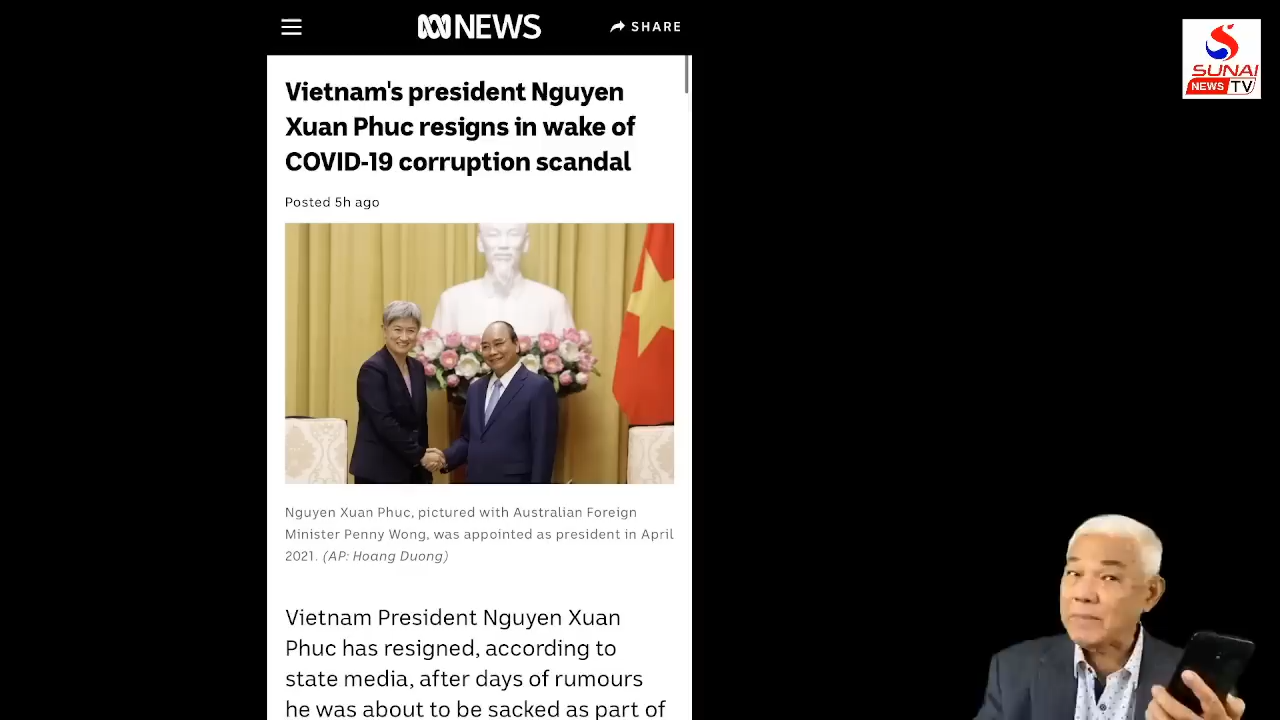 NEWS
SHARE
SUNAI
NEWS TV
Vietnam's president Nguyen
Xuan Phuc resigns in wake of
COVID-19 corruption scandal
Posted 5h ago
Nguyen Xuan Phuc, pictured with Australian Foreign
Minister Penny Wong, was appointed as president in April
2021. (AP: Hoang Duong)
Vietnam President Nguyen Xuan
Phuc has resigned, according to
state media, after days of rumours
he was about to be sacked as part of